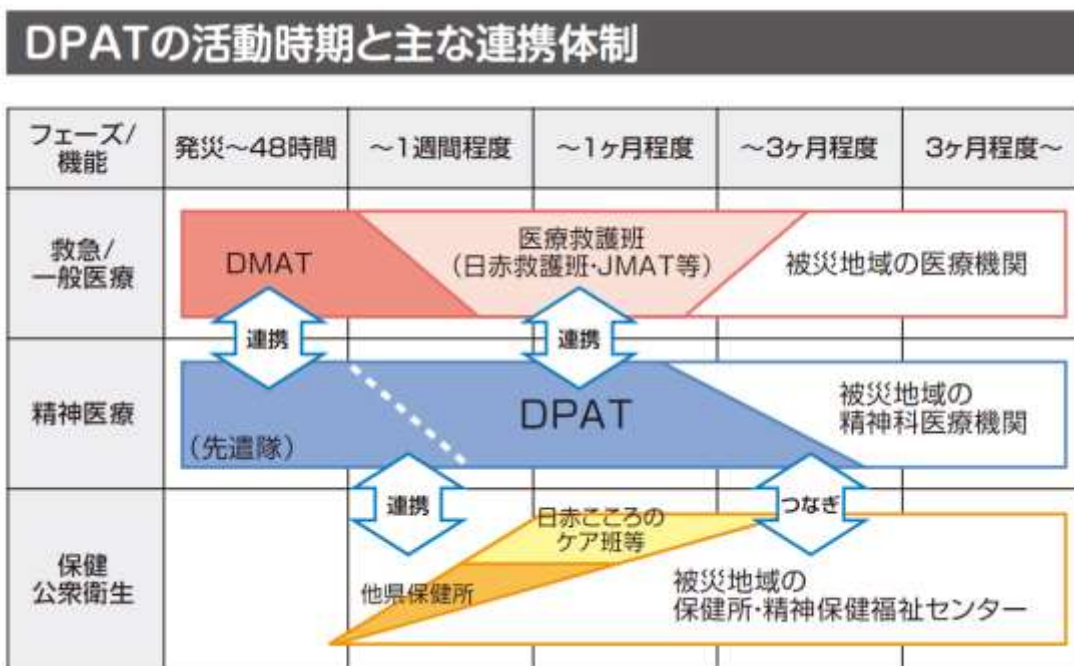 DPATの活動時期と主な連携体制
フェーズ/
機能
発災～48時間
～1週間程度
～1ヶ月程度
～3ヶ月程度
3ヶ月程度～
救急/
一般医療
DMAT
医療救護班
(日赤救護班・JMAT等)
被災地域の医療機関
連携
連携
精神医療
(先遣隊)
DPAT
被災地域の
精神科医療機関
連携
つなぎ
保健
公衆衛生
他県保健所
日赤こころの
ケア班等
被災地域の
保健所・精神保健福祉センター